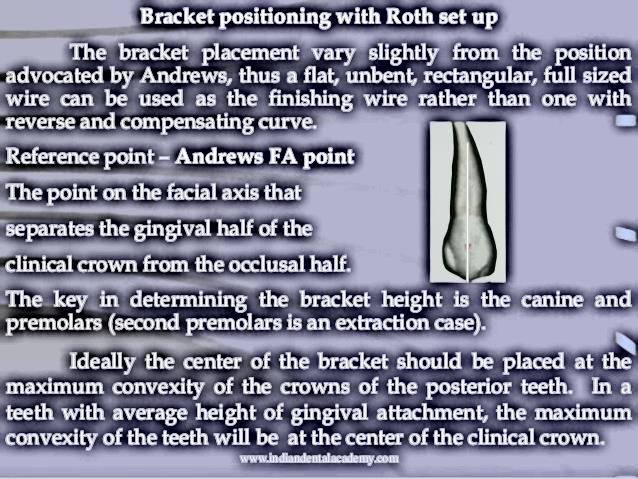 Bracket positioning with Roth set up
The bracket placement vary slightly from the position
advocated by Andrews, thus a flat, unbent, rectangular, full sized
wire can be used as the finishing wire rather than one with
reverse and compensating curve.
Reference point – Andrews FA point
The point on the facial axis that
separates the gingival half of the
clinical crown from the occlusal half.
The key in determining the bracket height is the canine and
premolars (second premolars is an extraction case).
Ideally the center of the bracket should be placed at the
maximum convexity of the crowns of the posterior teeth. In a
teeth with average height of gingival attachment, the maximum
convexity of the teeth will be at the center of the clinical crown.
www.indiandentalacademy.com